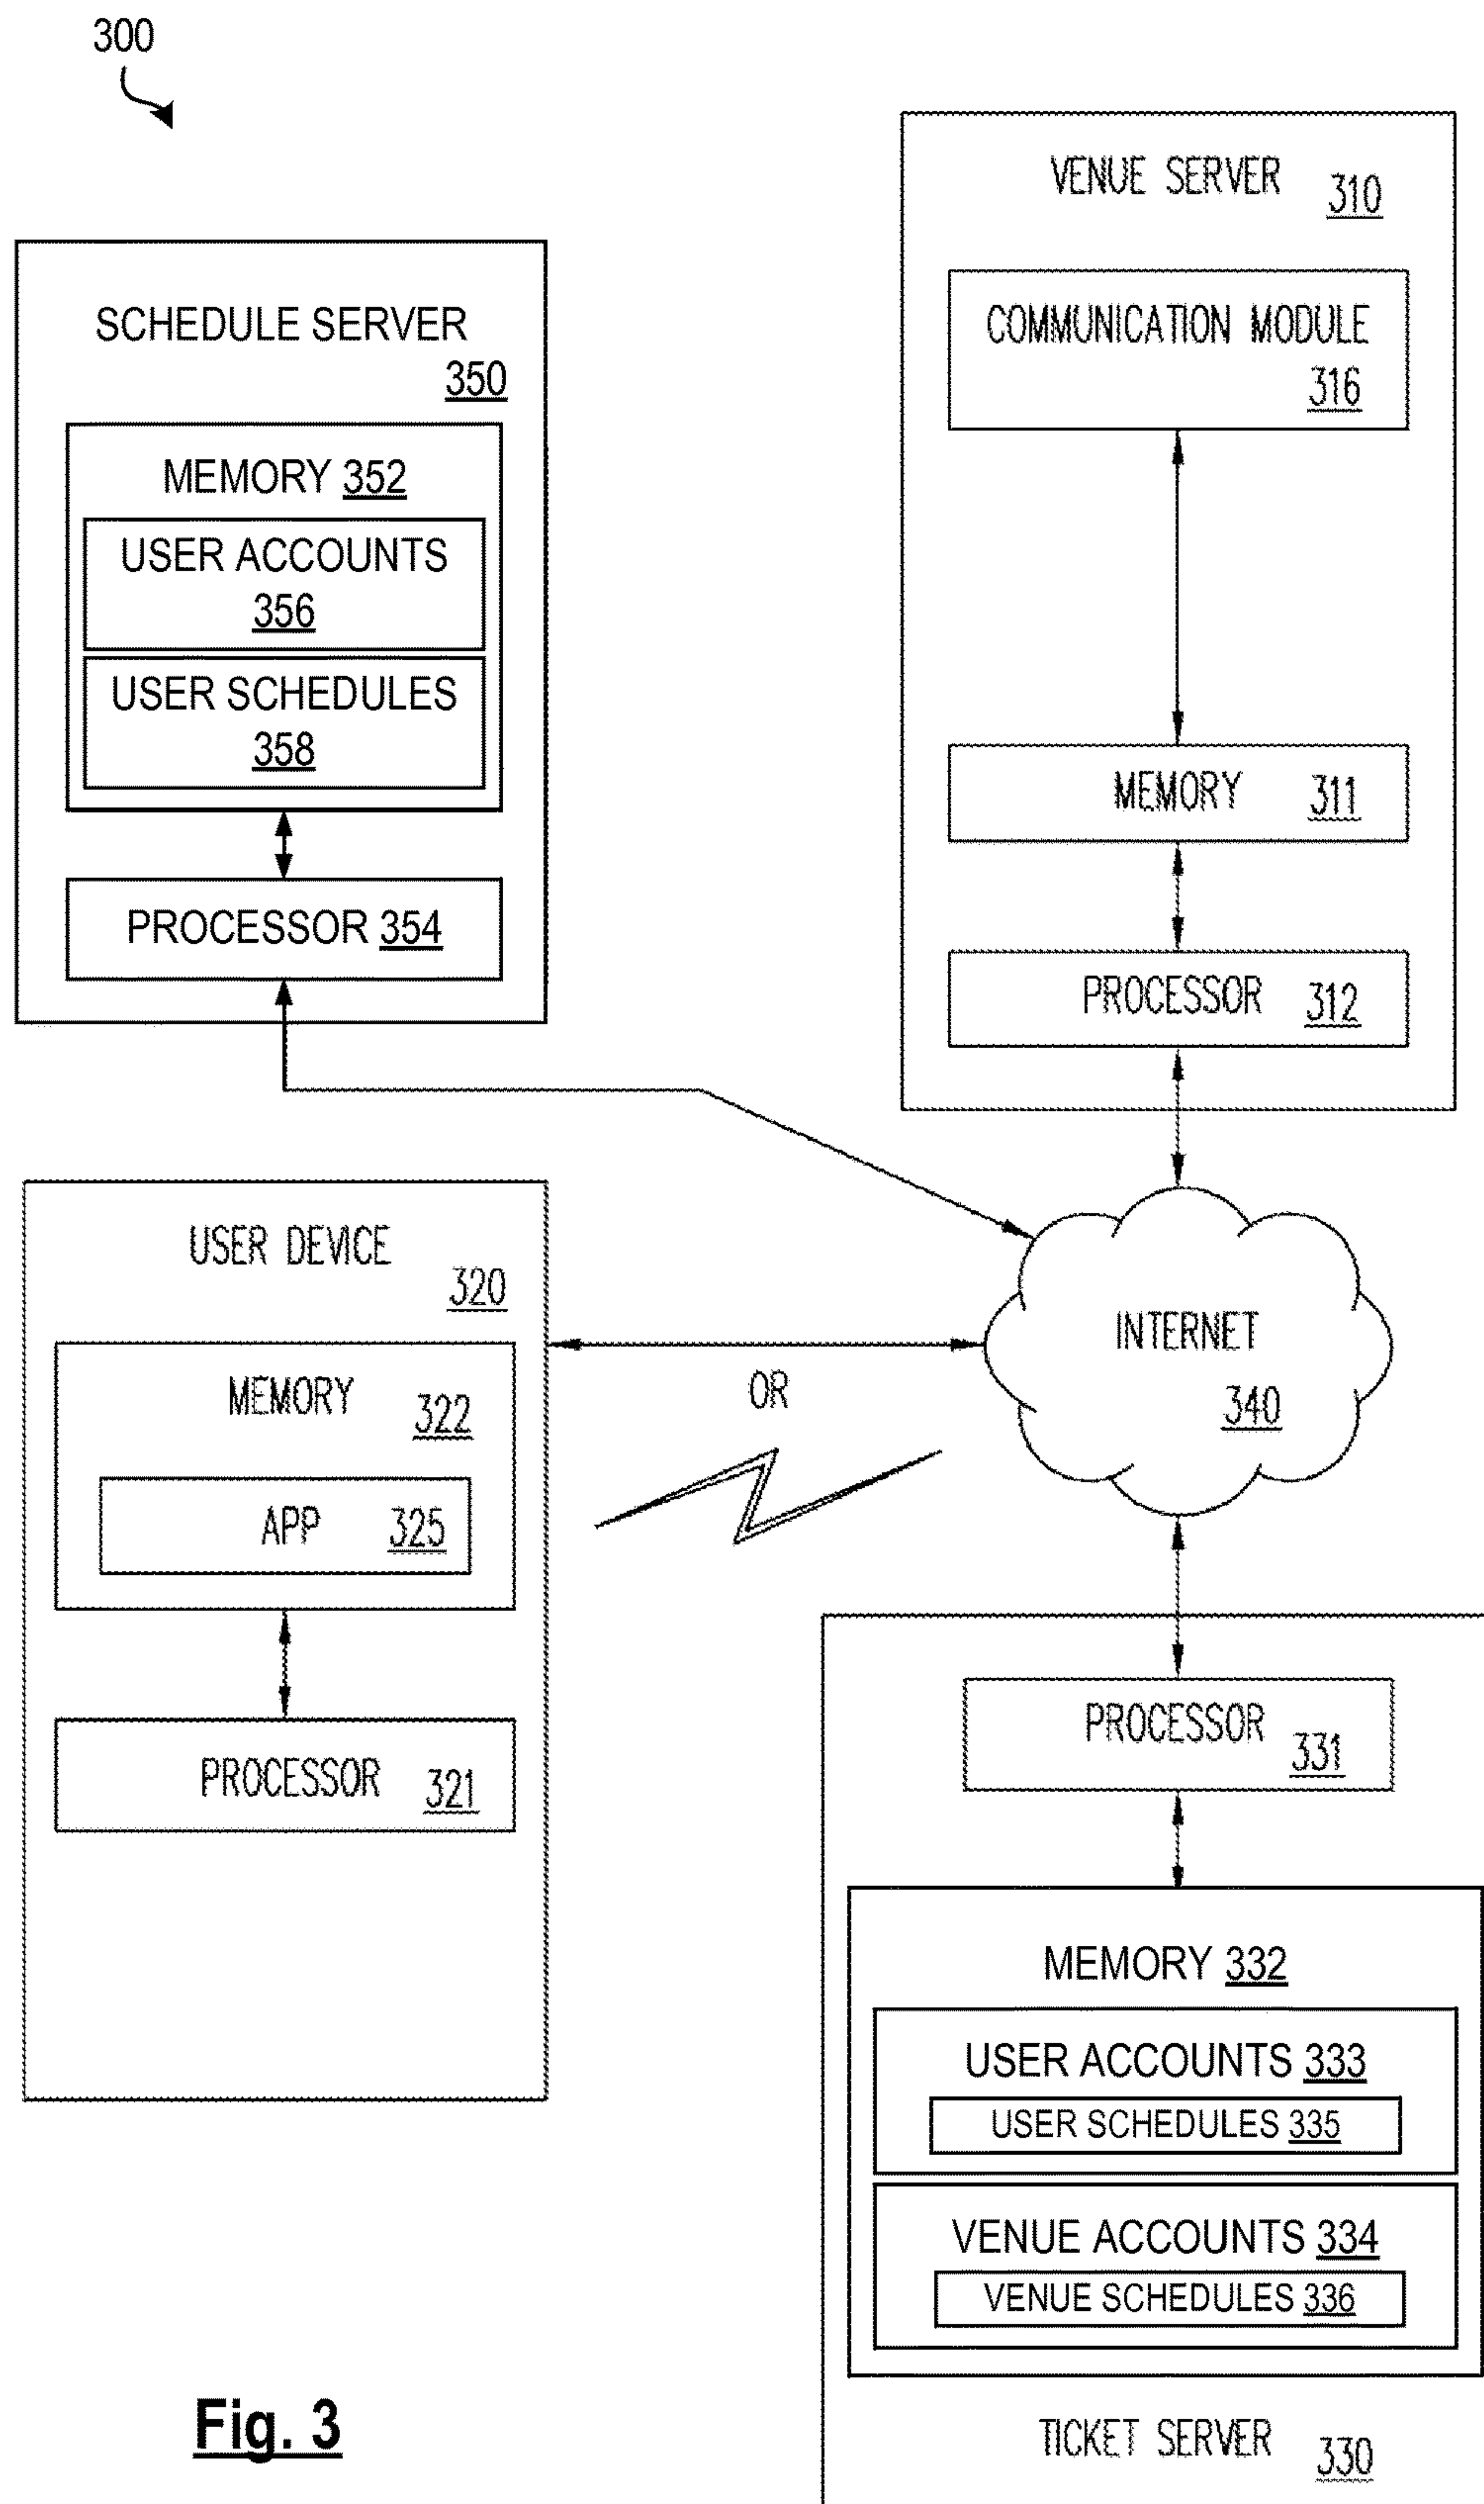 300
SCHEDULE SERVER
350
MEMORY 352
USER ACCOUNTS
356
USER SCHEDULES
358
PROCESSOR 354
VENUE SERVER 310
COMMUNICATION MODULE
316
MEMORY 311
PROCESSOR 312
USER DEVICE
320
MEMORY 322
APP 325
PROCESSOR 321
OR
INTERNET
340
PROCESSOR 331
MEMORY 332
USER ACCOUNTS 333
USER SCHEDULES 335
VENUE ACCOUNTS 334
VENUE SCHEDULES 336
TICKET SERVER 330
Fig. 3